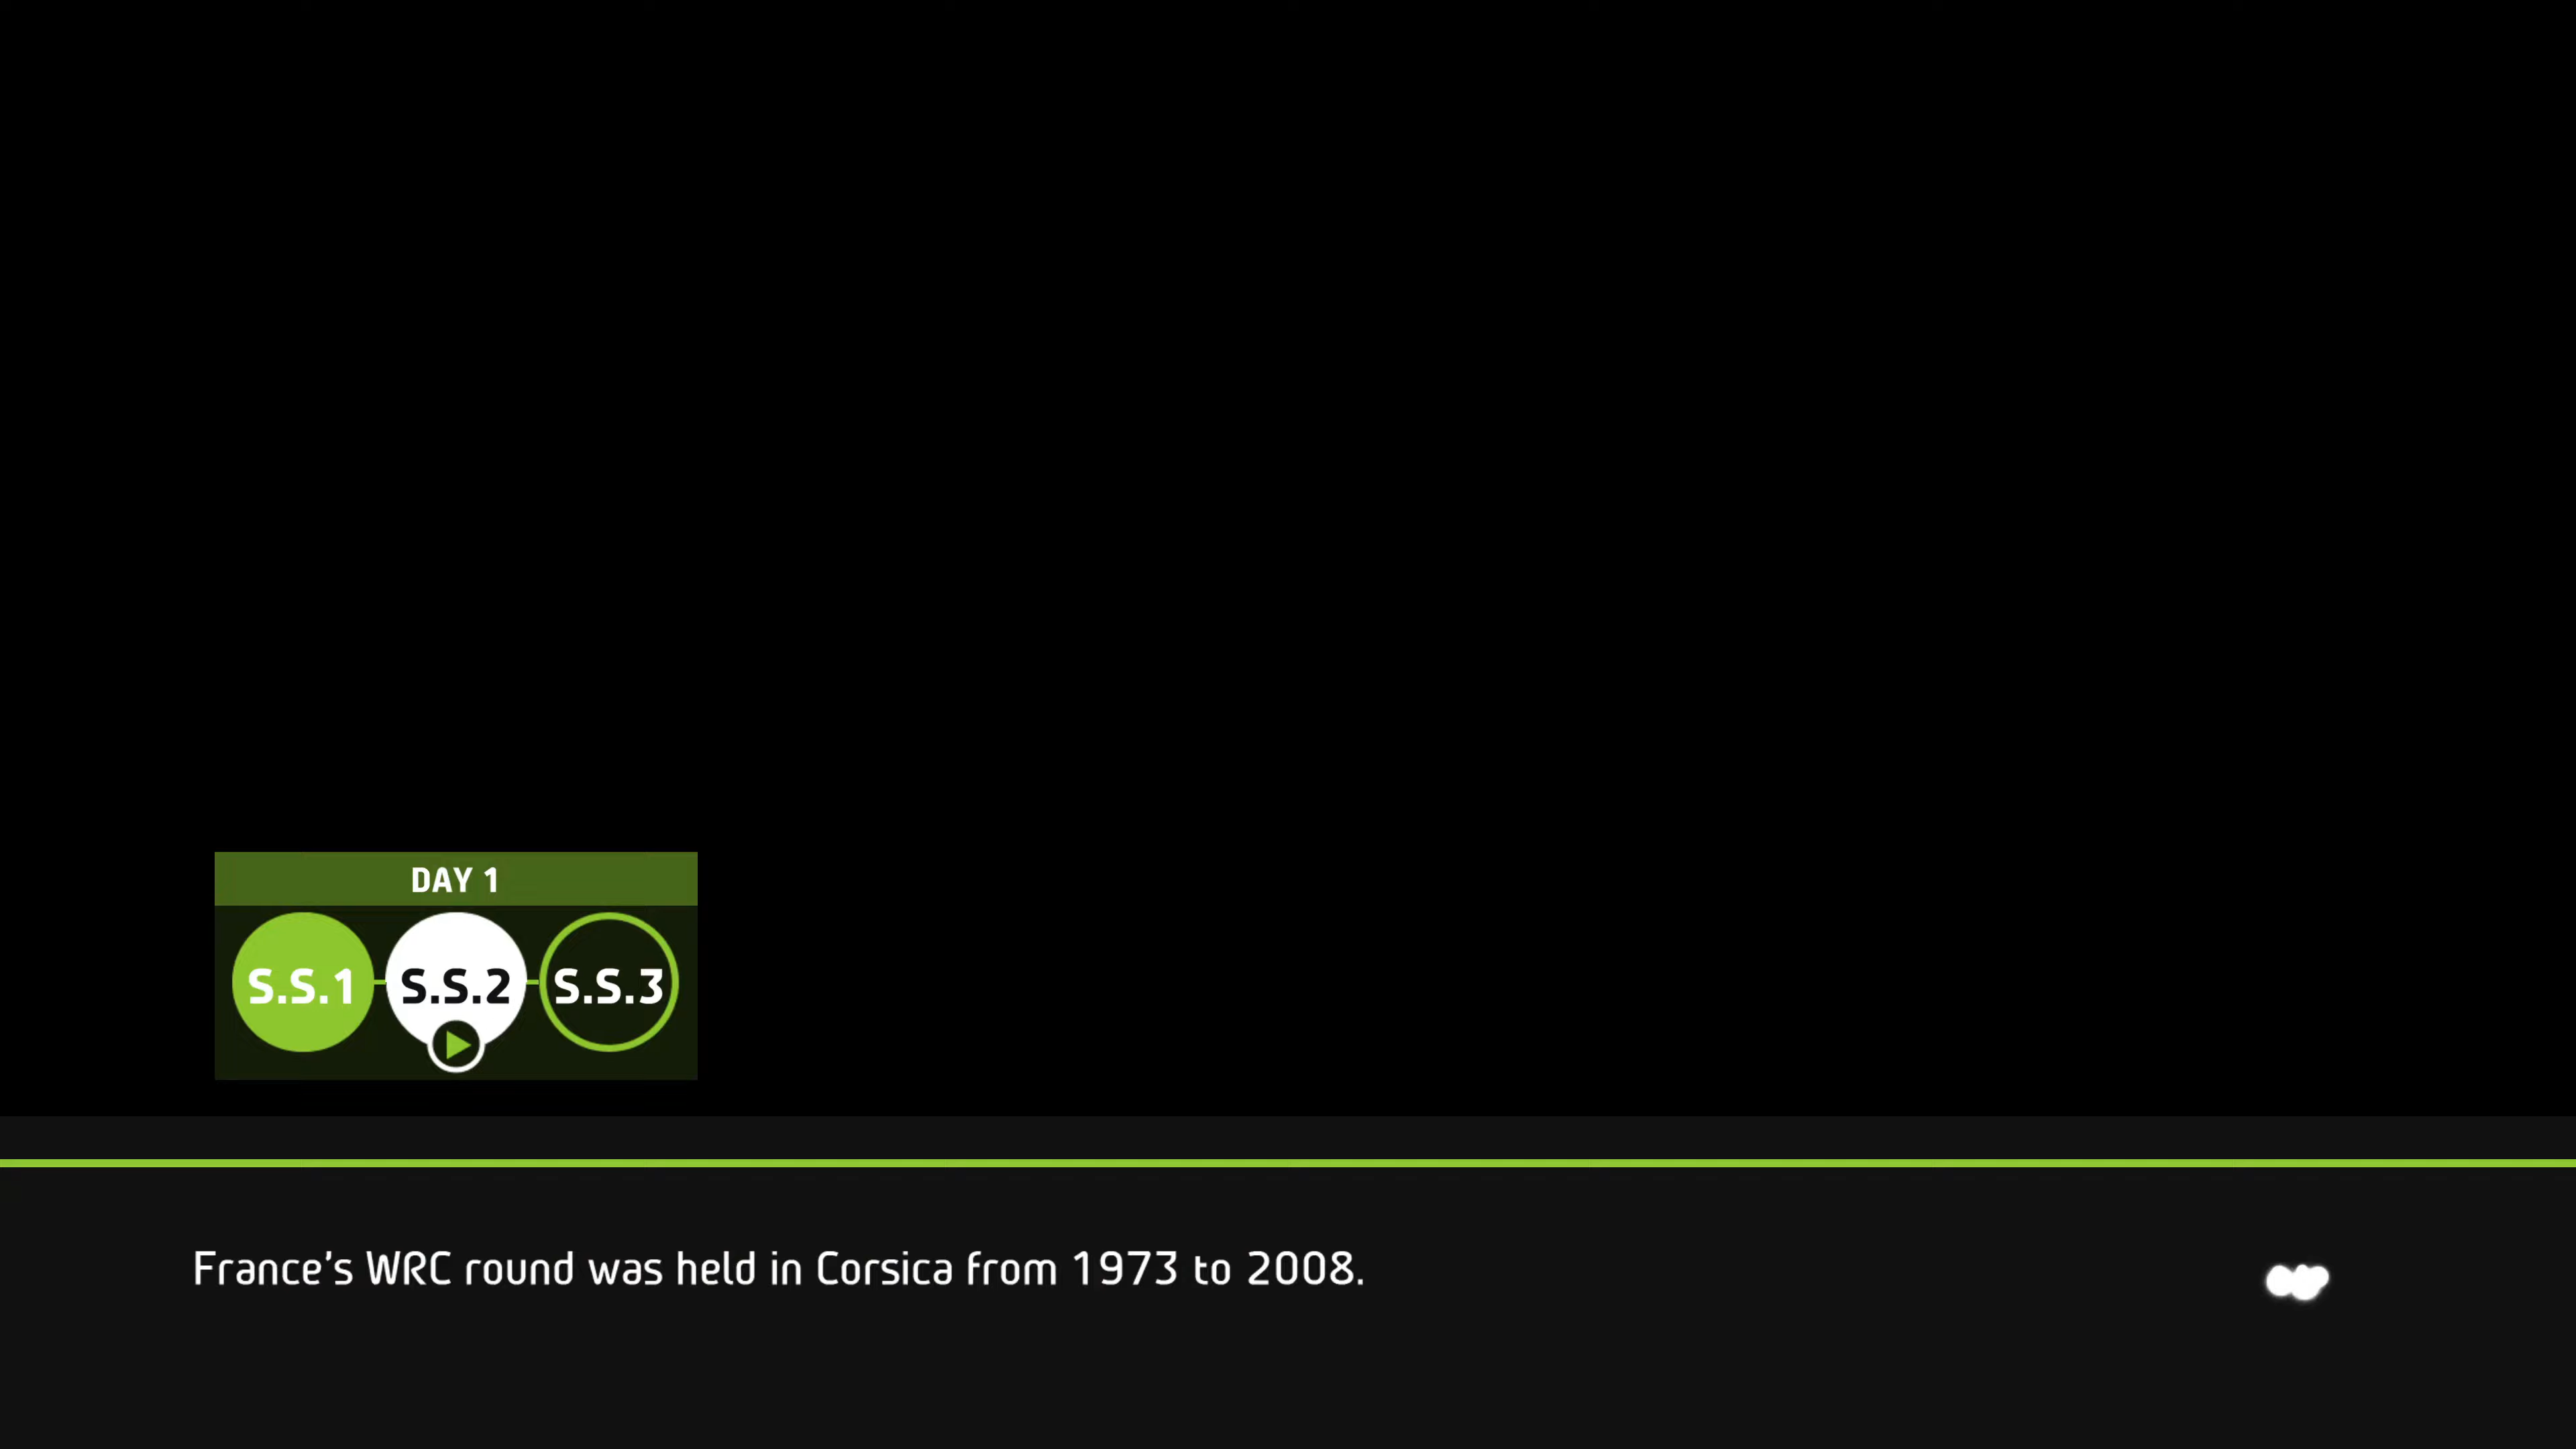 DAY 1
S.S.1 S.S.2 S.S.3
France's WRC round was held in Corsica from 1973 to 2008.